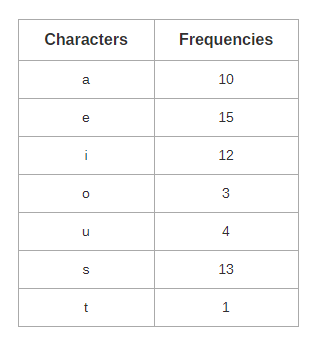 Characters Frequencies
a 10
e 15
i 12
o 3
u 4
s 13
t 1